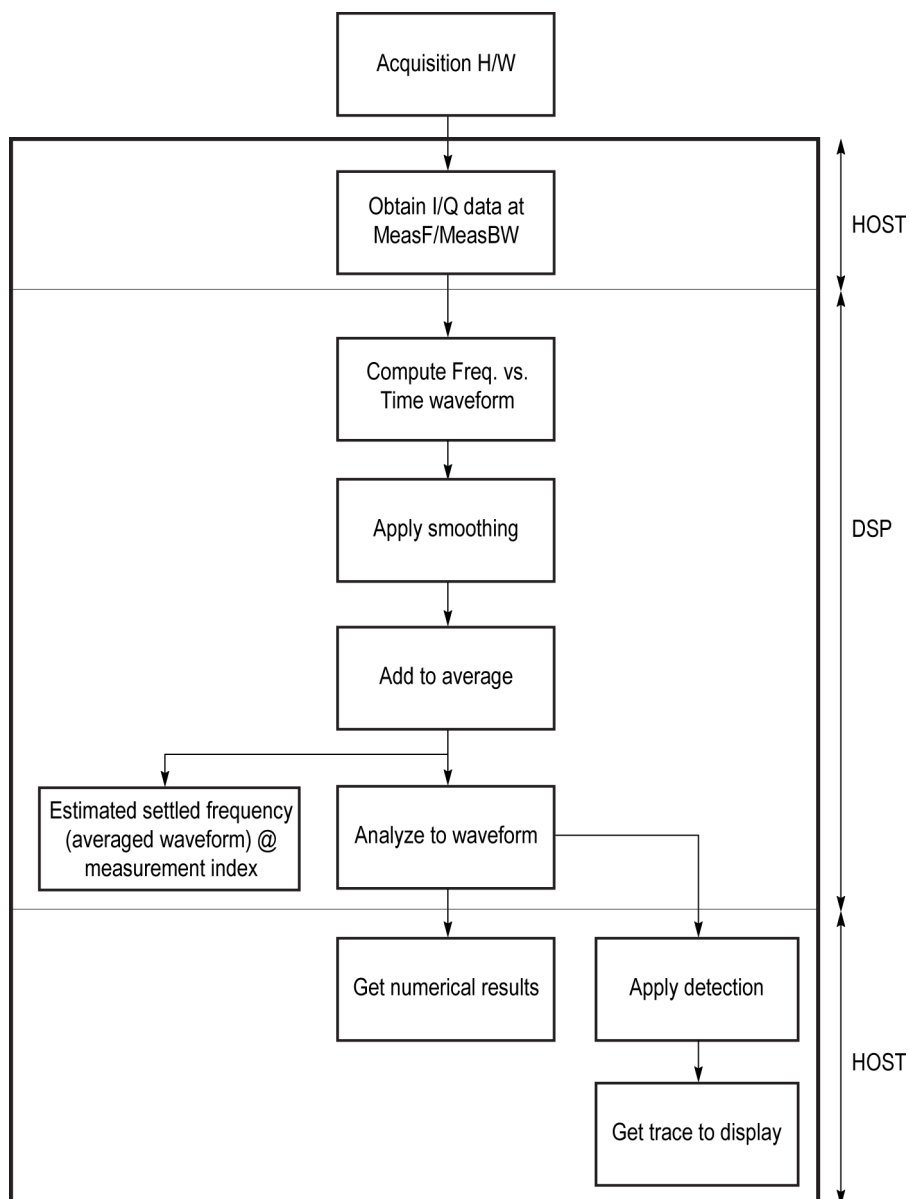 Acquisition H/W
Obtain I/Q data at
MeasF/MeasBW
HOST
Compute Freq. vs.
Time waveform
Apply smoothing
DSP
Add to average
Estimated settled frequency
(averaged waveform) @
measurement index
Analyze to waveform
Get numerical results
Apply detection
HOST
Get trace to display